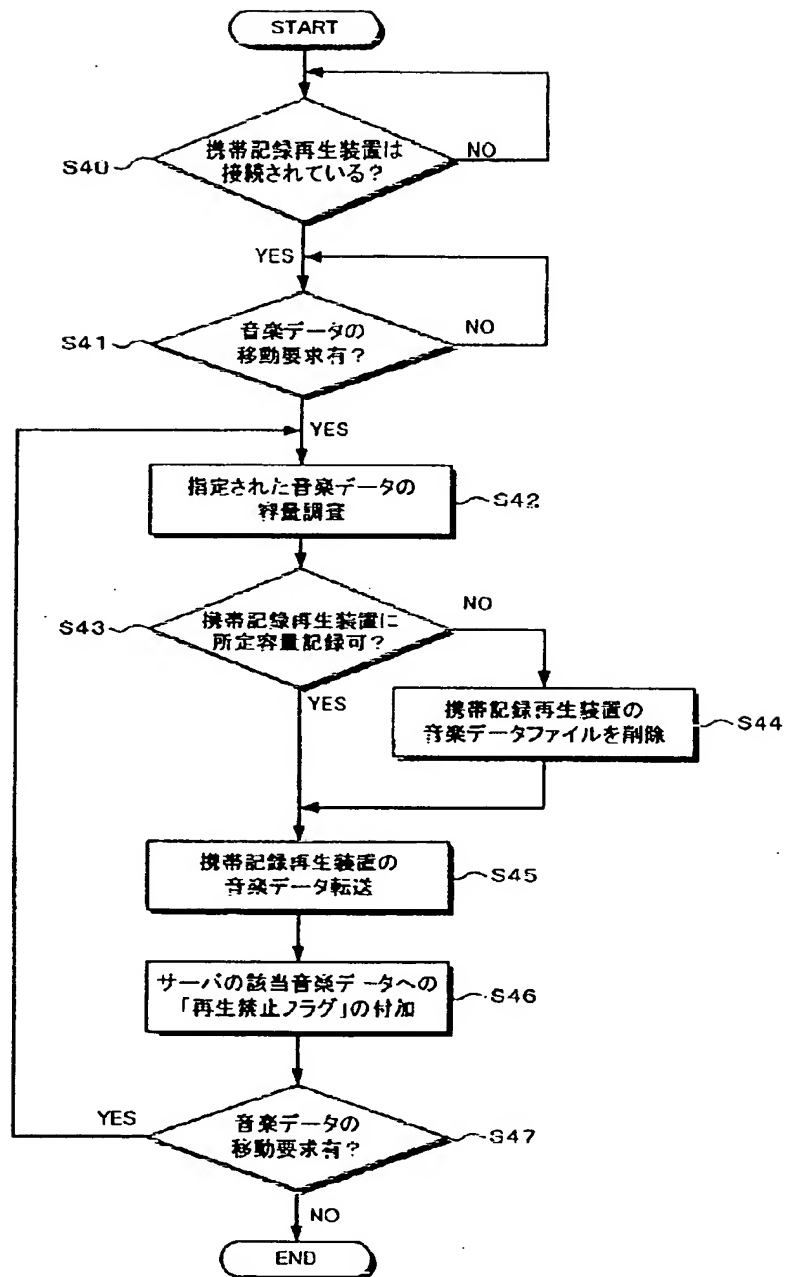 START
S40
携帯記録再生装置は
接続されている?
NO
YES
S41
音楽データの
移動要求有?
NO
YES
指定された音楽データの
容量調査
S42
S43
携帯記録再生装置に
所定容量記録可?
NO
YES
携帯記録再生装置の
音楽データファイルを削除
S44
携帯記録再生装置の
音楽データ転送
S45
サーバの該当音楽データへの
「再生禁止フラグ」の付加
S46
YES
音楽データの
移動要求有?
S47
NO
END